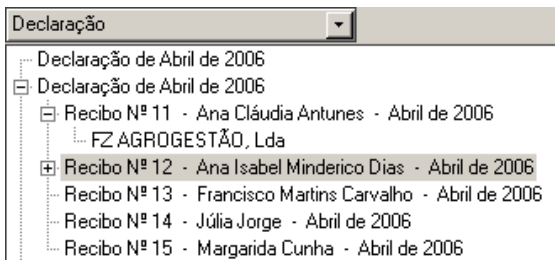 Declaração
Declaração de Abril de 2006
Declaração de Abril de 2006
Recibo Nº 11 - Ana Cláudia Antunes - Abril de 2006
FZ AGROGESTÃO, Lda
Recibo Nº 12 - Ana Isabel Minderico Dias - Abril de 2006
Recibo Nº 13 - Francisco Martins Carvalho - Abril de 2006
Recibo Nº 14 - Júlia Jorge - Abril de 2006
Recibo Nº 15 - Margarida Cunha - Abril de 2006